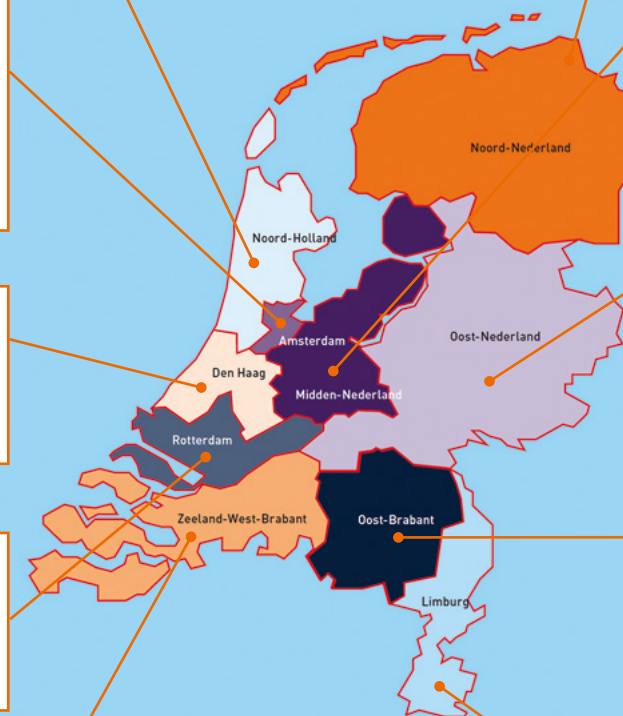 Noord-Nederland
Noord-Holland
Oost-Nederland
Amsterdam
Den Haag
Midden-Nederland
Rotterdam
Zeeland-West-Brabant
Oost-Brabant
Limburg